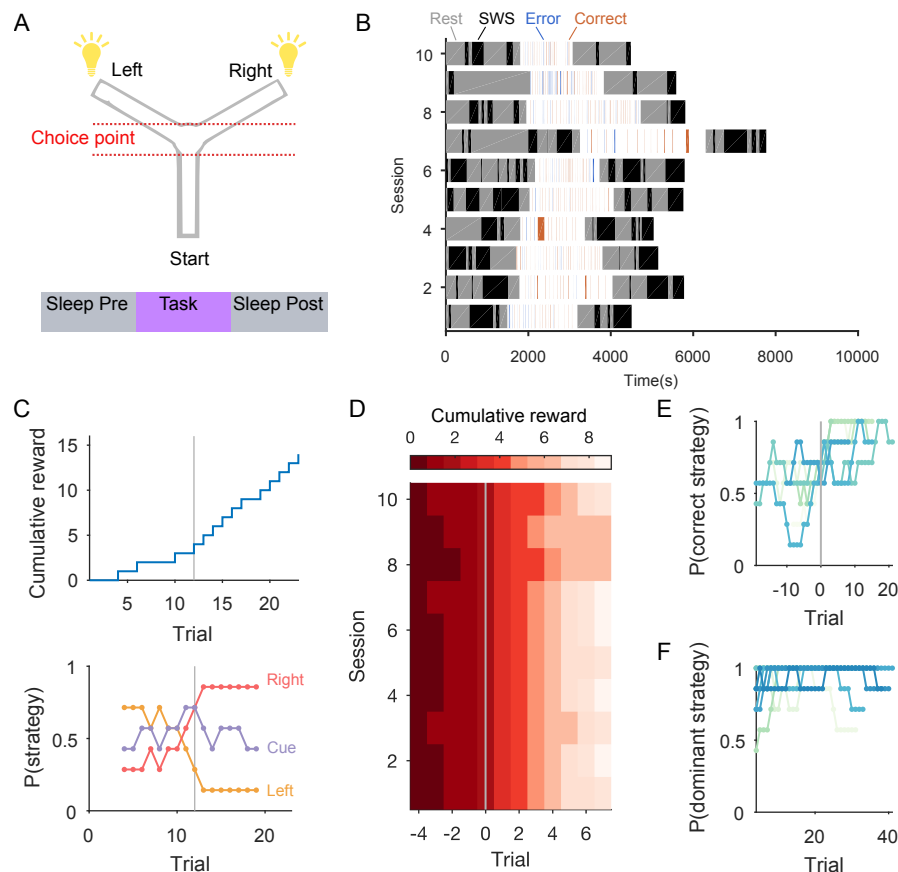 A
Left
Right
Choice point
Start
Sleep Pre
Task
Sleep Post
B
Rest
SWS
Error
Correct
10
8
6
4
2
Session
0
2000
4000
6000
8000
10000
Time(s)
C
15
10
5
0
Cumulative reward
5
10
15
20
Trial
1
0.5
0
P(strategy)
Right
Cue
Left
0
10
20
Trial
D
Cumulative reward
0
2
4
6
8
10
8
6
4
2
Session
-4
-2
0
2
4
6
Trial
E
1
0.5
0
P(correct strategy)
-10
0
10
20
Trial
F
1
0.5
0
P(dominant strategy)
20
40
Trial